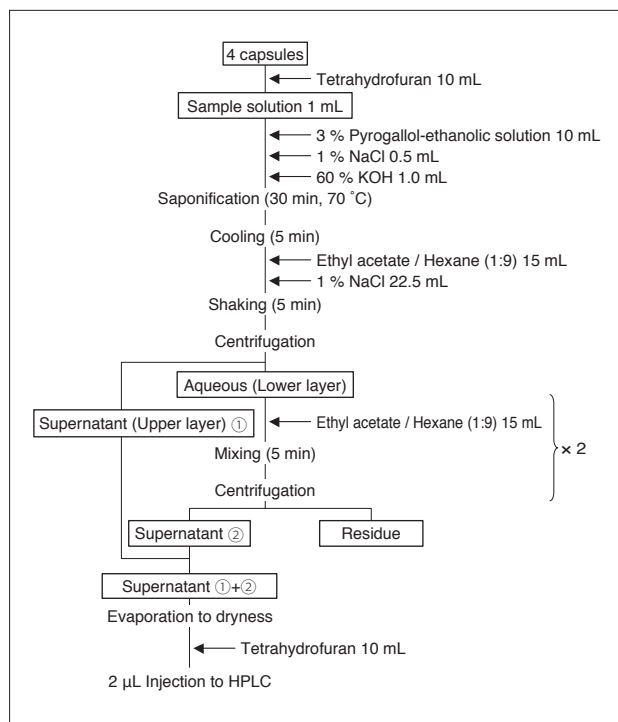 4 capsules
Tetrahydrofuran 10 mL
Sample solution 1 mL
3 % Pyrogallol-ethanolic solution 10 mL
1 % NaCl 0.5 mL
60 % KOH 1.0 mL
Saponification (30 min, 70 ˚C)
Cooling (5 min)
Ethyl acetate / Hexane (1:9) 15 mL
1 % NaCl 22.5 mL
Shaking (5 min)
Centrifugation
Aqueous (Lower layer)
Supernatant (Upper layer) ①
Ethyl acetate / Hexane (1:9) 15 mL
× 2
Mixing (5 min)
Centrifugation
Supernatant ②
Residue
Supernatant ①+②
Evaporation to dryness
Tetrahydrofuran 10 mL
2 µL Injection to HPLC